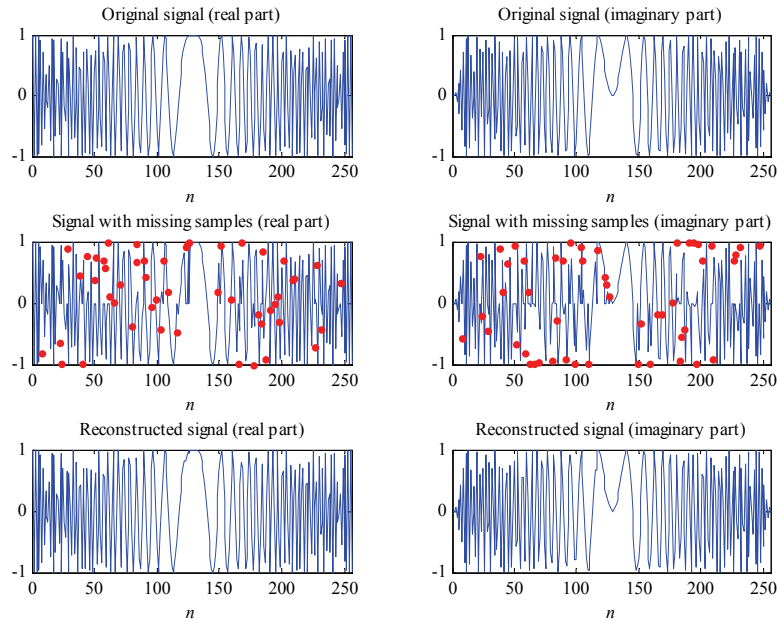 Original signal (real part)
1
0
-1
0 50 100 150 200 250
n
Original signal (imaginary part)
1
0
-1
0 50 100 150 200 250
n
Signal with missing samples (real part)
1
0
-1
0 50 100 150 200 250
n
Signal with missing samples (imaginary part)
1
0
-1
0 50 100 150 200 250
n
Reconstructed signal (real part)
1
0
-1
0 50 100 150 200 250
n
Reconstructed signal (imaginary part)
1
0
-1
0 50 100 150 200 250
n